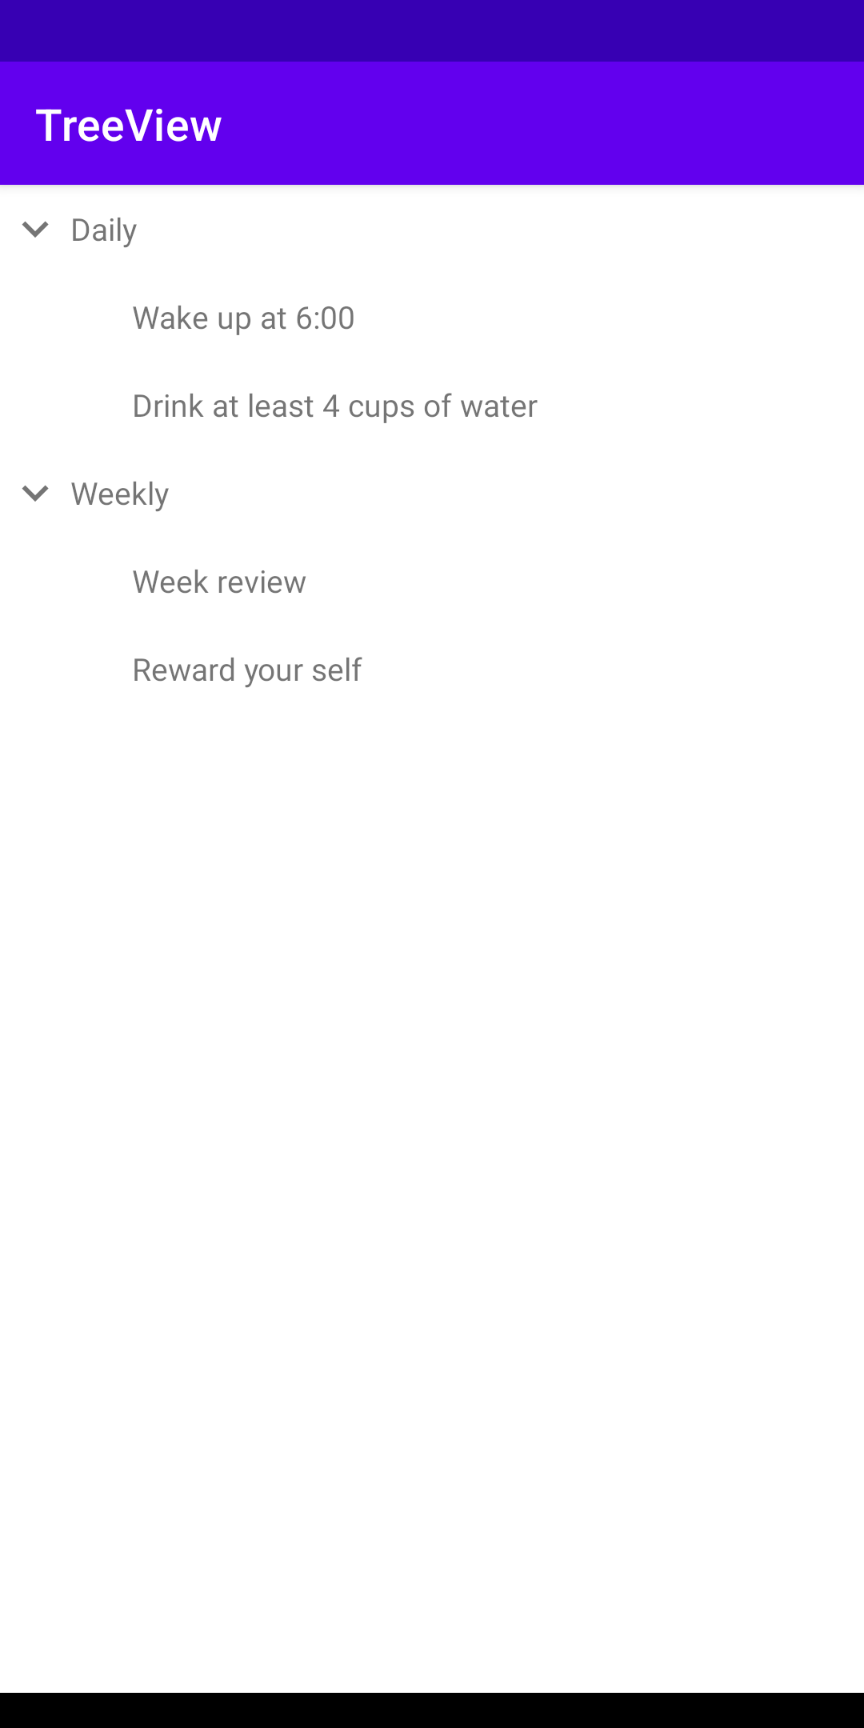 TreeView
Daily
Wake up at 6:00
Drink at least 4 cups of water
Weekly
Week review
Reward your self